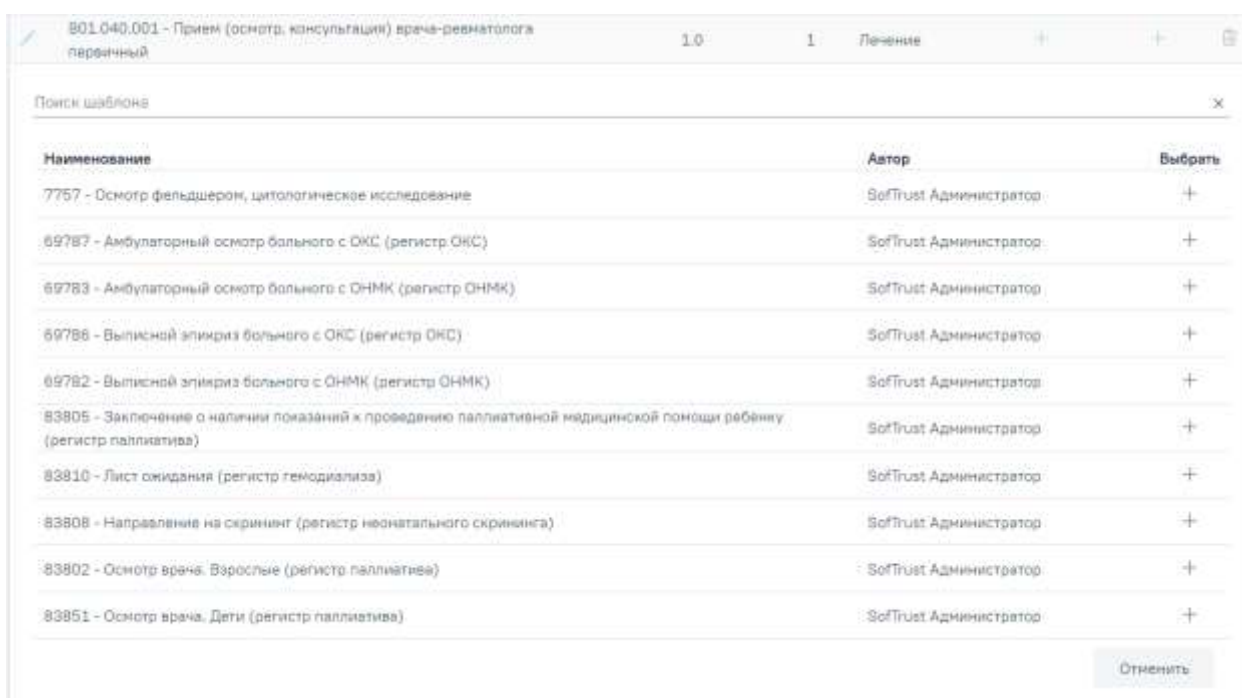 B01.040.001 - Прием (осмотр, консультация) врача-ревматолога
первичный
1.0 1 Лечение
Поиск шаблона
Наименование Автор Выбрать
7757 - Осмотр фельдшером, цитологическое исследование SofTrust Администратор
69787 - Амбулаторный осмотр больного с ОКС (регистр ОКС) SofTrust Администратор
69783 - Амбулаторный осмотр больного с ОНМК (регистр ОНМК) SofTrust Администратор
69786 - Выписной эпикриз больного с ОКС (регистр ОКС) SofTrust Администратор
69782 - Выписной эпикриз больного с ОНМК (регистр ОНМК) SofTrust Администратор
83805 - Заключение о наличии показаний к проведению паллиативной медицинской помощи ребенку
(регистр паллиатива) SofTrust Администратор
83810 - Лист ожидания (регистр гемодиализа) SofTrust Администратор
83808 - Направление на скрининг (регистр неонатального скрининга) SofTrust Администратор
83802 - Осмотр врача. Взрослые (регистр паллиатива) SofTrust Администратор
83851 - Осмотр врача. Дети (регистр паллиатива) SofTrust Администратор
Отменить